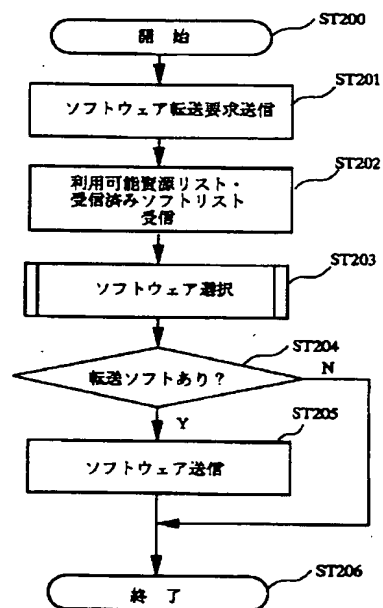 開 始
ST200
ST201
ソフトウェア転送要求送信
ST202
利用可能資源リスト・
受信済みソフトリスト
受信
ST203
ソフトウェア選択
ST204
転送ソフトあり？
N
Y
ST205
ソフトウェア送信
ST206
終 了